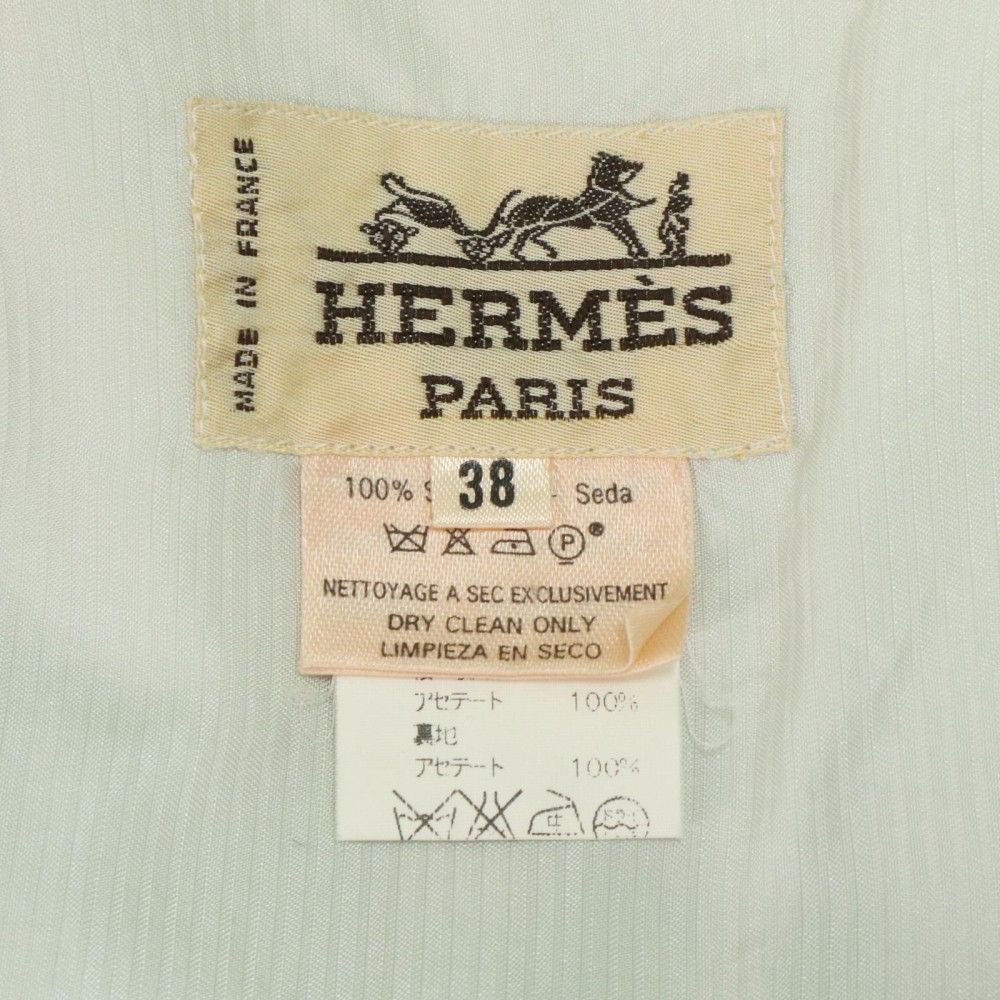 MADE IN FRANCE
HERMÈS
PARIS
38
100% - Seda
P
NETTOYAGE A SEC EXCLUSIVEMENT
DRY CLEAN ONLY
LIMPIEZA EN SECO
アセテート 100%
裏地
アセテート 100%